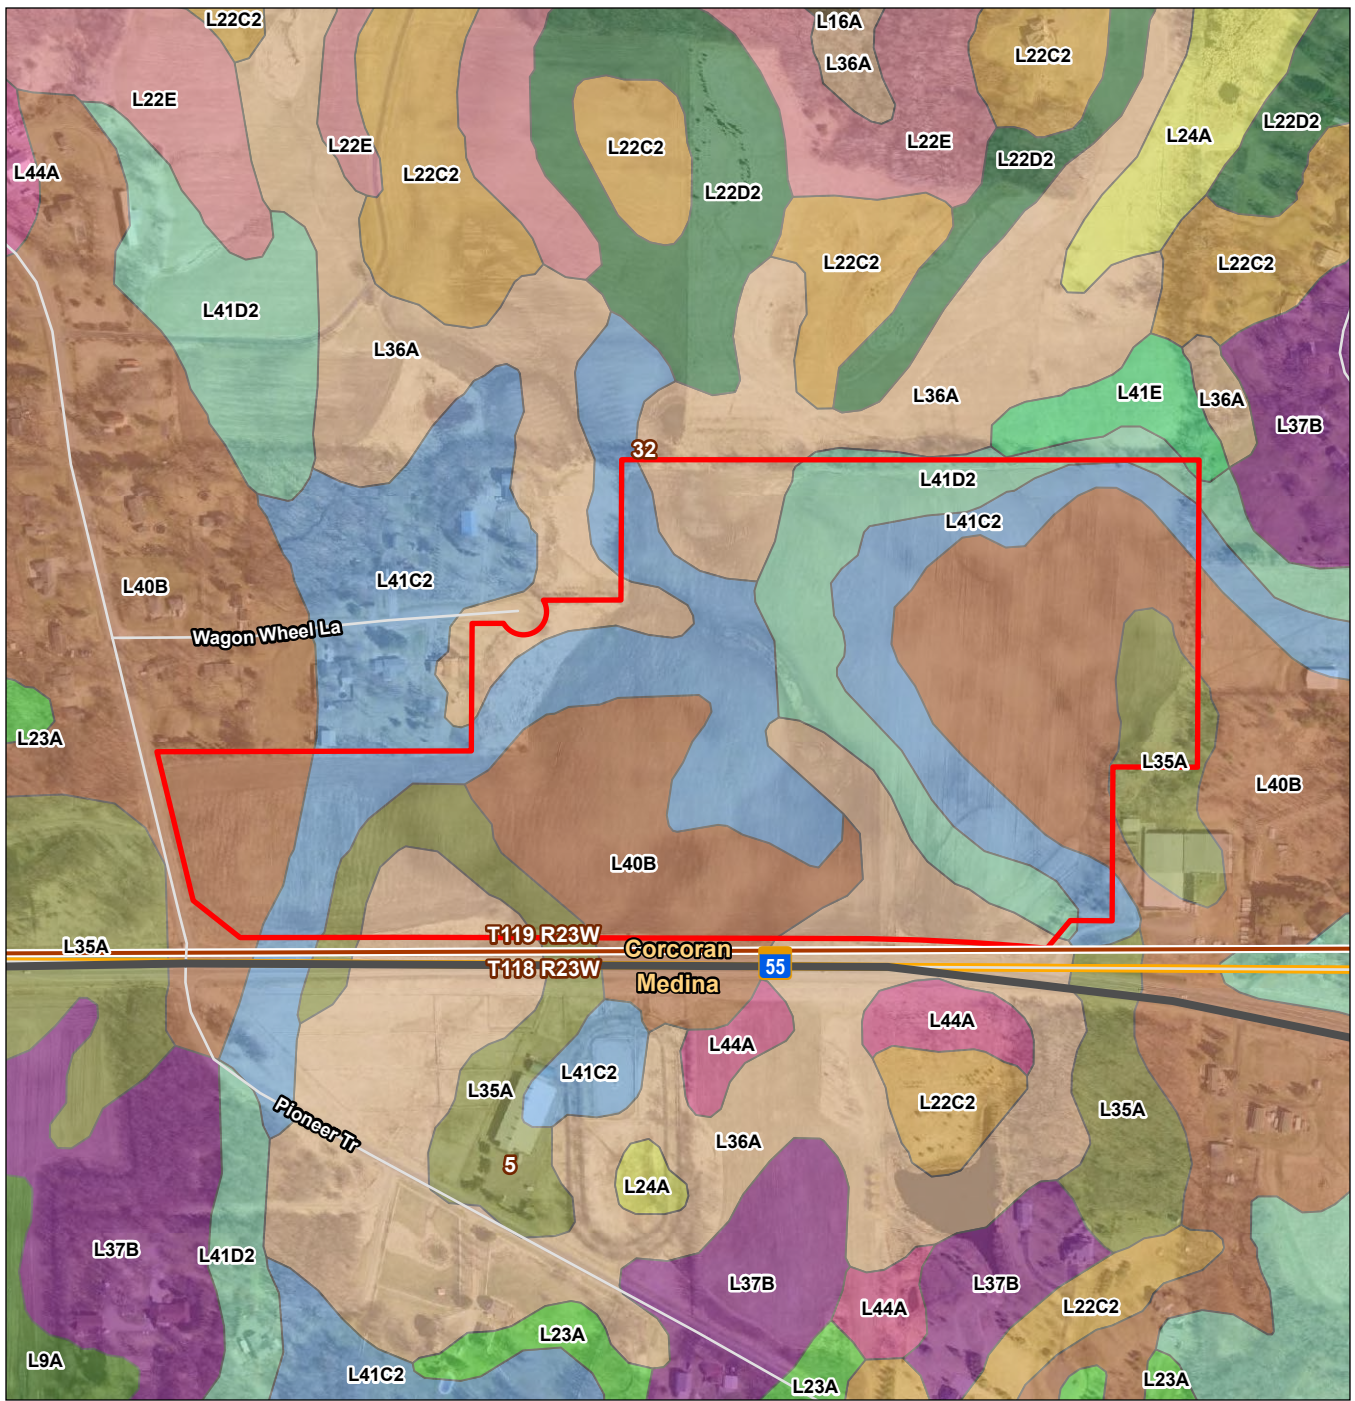 L22C2
L16A
L36A
L22C2
L22E
L24A
L22D2
L22E
L22C2
L22E
L22D2
L44A
L22C2
L22D2
L22C2
L22C2
L41D2
L36A
L36A
L41E
L36A
L37B
32
L41D2
L41C2
L40B
L41C2
Wagon Wheel La
L23A
L35A
L40B
L40B
L35A
T119 R23W
Corcoran
T118 R23W
55
Medina
L44A
L44A
L35A
L41C2
L22C2
L35A
Pioneer Tr
L36A
5
L24A
L37B
L41D2
L37B
L37B
L44A
L22C2
L23A
L9A
L41C2
L23A
L23A